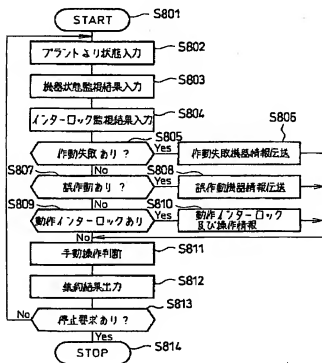 START
S801
プラントより状態入力
S802
機器状態監視結果入力
S803
インターロック監視結果入力
S804
作動失敗あり?
S805
Yes
作動失敗機器情報伝送
S806
No
誤作動あり?
S807
Yes
誤作動機器情報伝送
S808
No
動作インターロックあり
S809
Yes
動作インターロック
及び操作情報
S810
No
手動操作判断
S811
集約結果出力
S812
停止要求あり?
S813
No
Yes
STOP
S814